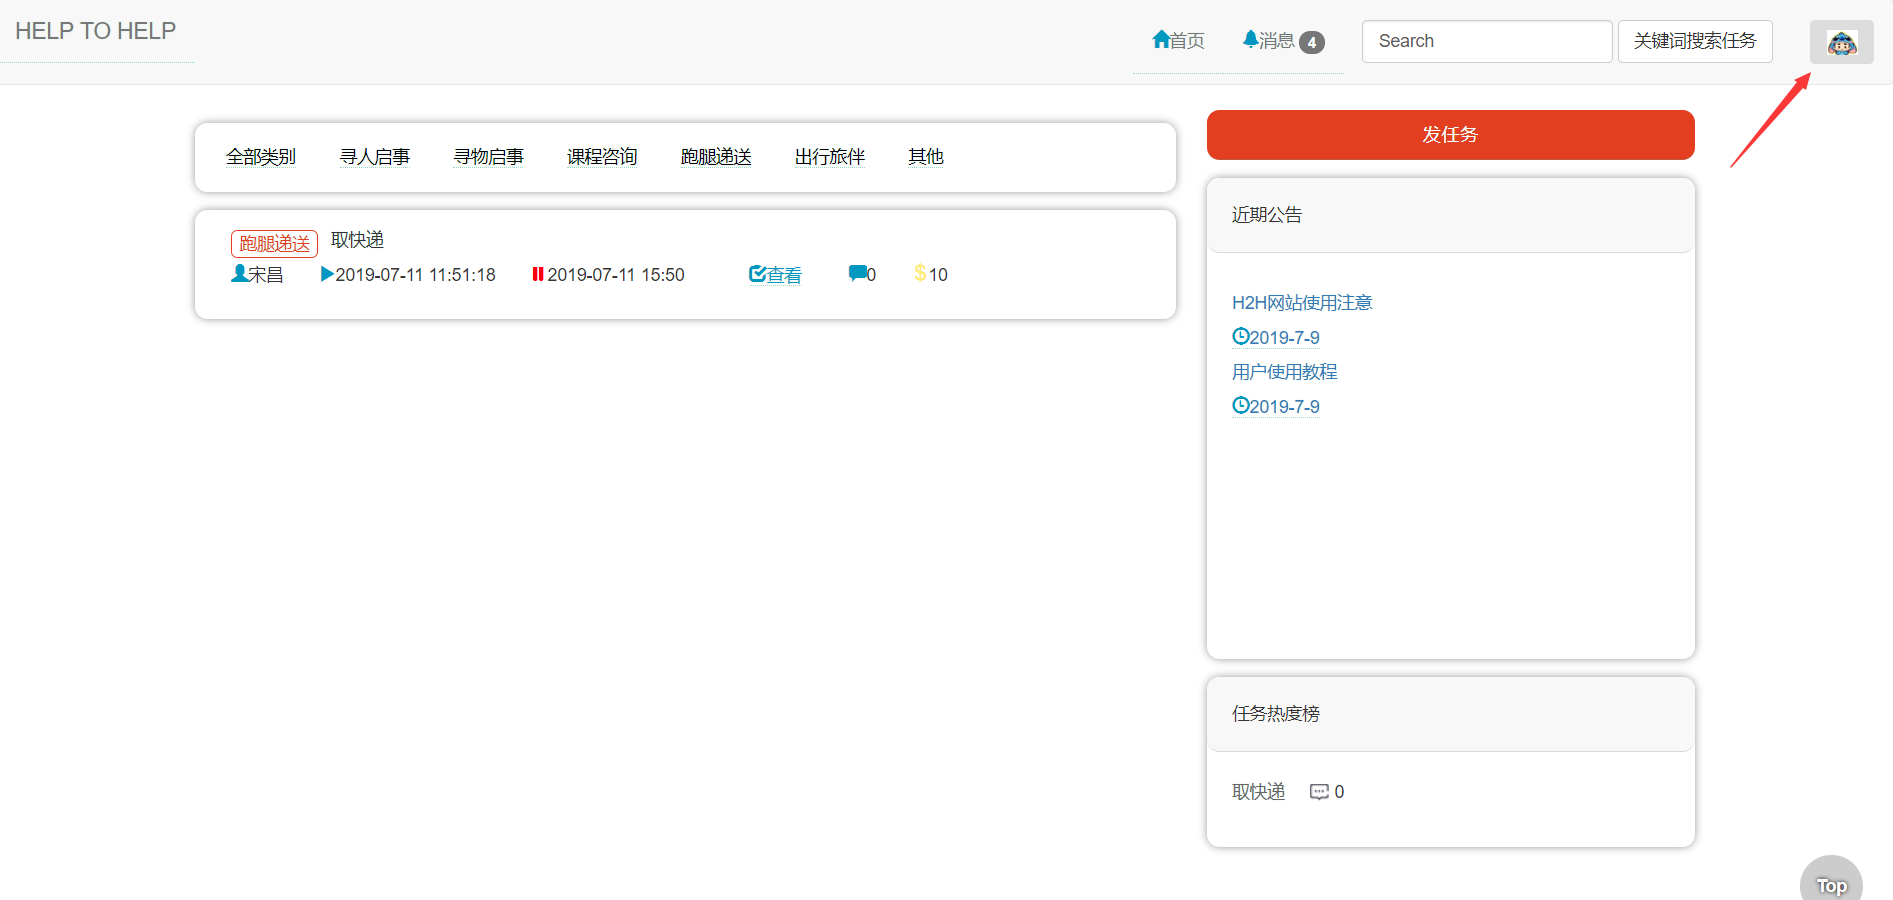 HELP TO HELP
首页 消息 4 Search 关键词搜索任务
全部类别 寻人启事 寻物启事 课程咨询 跑腿递送 出行旅伴 其他
跑腿递送 取快递
宋昌 2019-07-11 11:51:18 2019-07-11 15:50 查看 0 $10
发任务
近期公告
H2H网站使用注意
2019-7-9
用户使用教程
2019-7-9
任务热度榜
取快递 0
Top